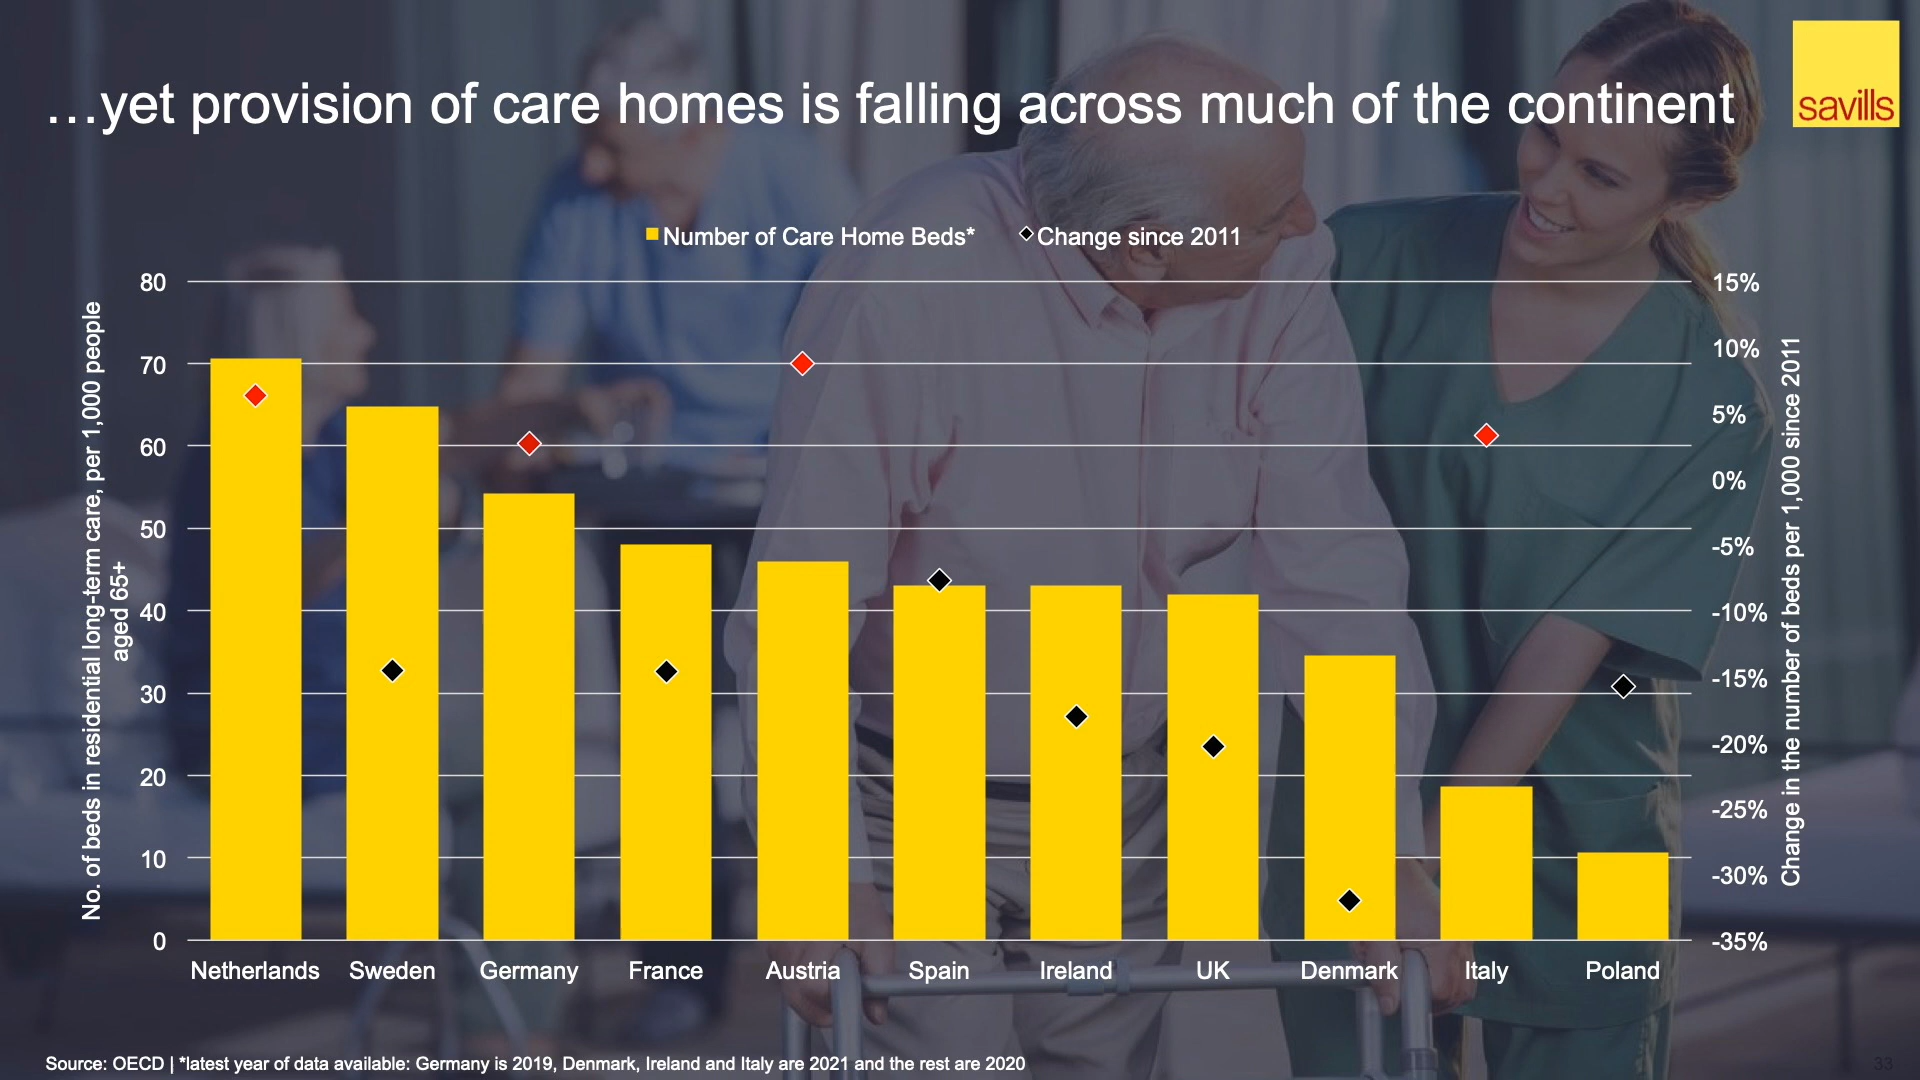 …yet provision of care homes is falling across much of the continent
savills
Number of Care Home Beds*
Change since 2011
No. of beds in residential long-term care, per 1,000 people
aged 65+
80
70
60
50
40
30
20
10
0
15%
10%
5%
0%
-5%
-10%
-15%
-20%
-25%
-30%
-35%
Change in the number of beds per 1,000 since 2011
Netherlands
Sweden
Germany
France
Austria
Spain
Ireland
UK
Denmark
Italy
Poland
Source: OECD | *latest year of data available: Germany is 2019, Denmark, Ireland and Italy are 2021 and the rest are 2020
33